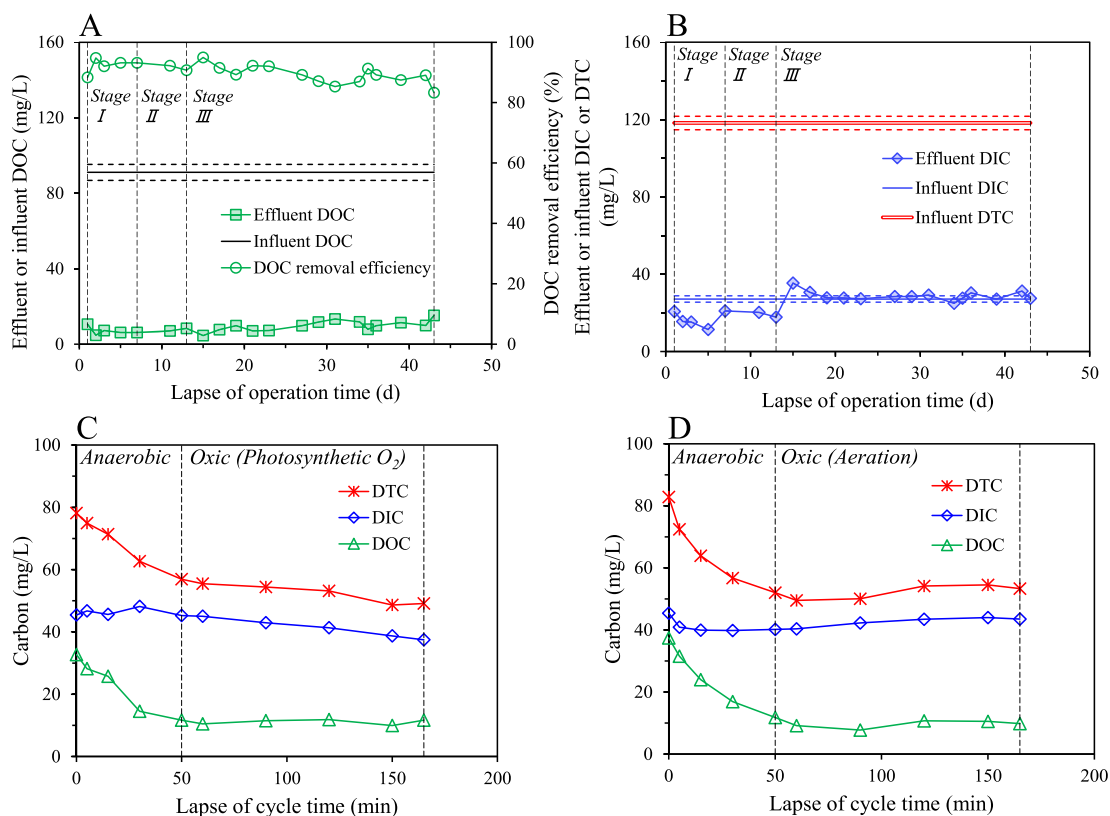 A
Effluent or influent DOC (mg/L)
160
120
80
40
0
Stage
I
Stage
II
Stage
III
Effluent DOC
Influent DOC
DOC removal efficiency
100
80
60
40
20
0
DOC removal efficiency (%)
0 10 20 30 40 50
Lapse of operation time (d)
B
Effluent or influent DIC or DTC
(mg/L)
160
120
80
40
0
Stage
I
Stage
II
Stage
III
Effluent DIC
Influent DIC
Influent DTC
0 10 20 30 40 50
Lapse of operation time (d)
C
Carbon (mg/L)
100
80
60
40
20
0
Anaerobic
Oxic (Photosynthetic O2)
DTC
DIC
DOC
0 50 100 150 200
Lapse of cycle time (min)
D
Carbon (mg/L)
100
80
60
40
20
0
Anaerobic
Oxic (Aeration)
DTC
DIC
DOC
0 50 100 150 200
Lapse of cycle time (min)